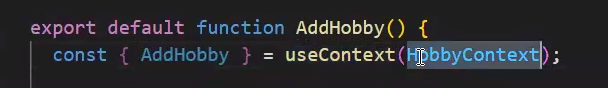 export default function AddHobby() {
const { AddHobby } = useContext(HobbyContext);